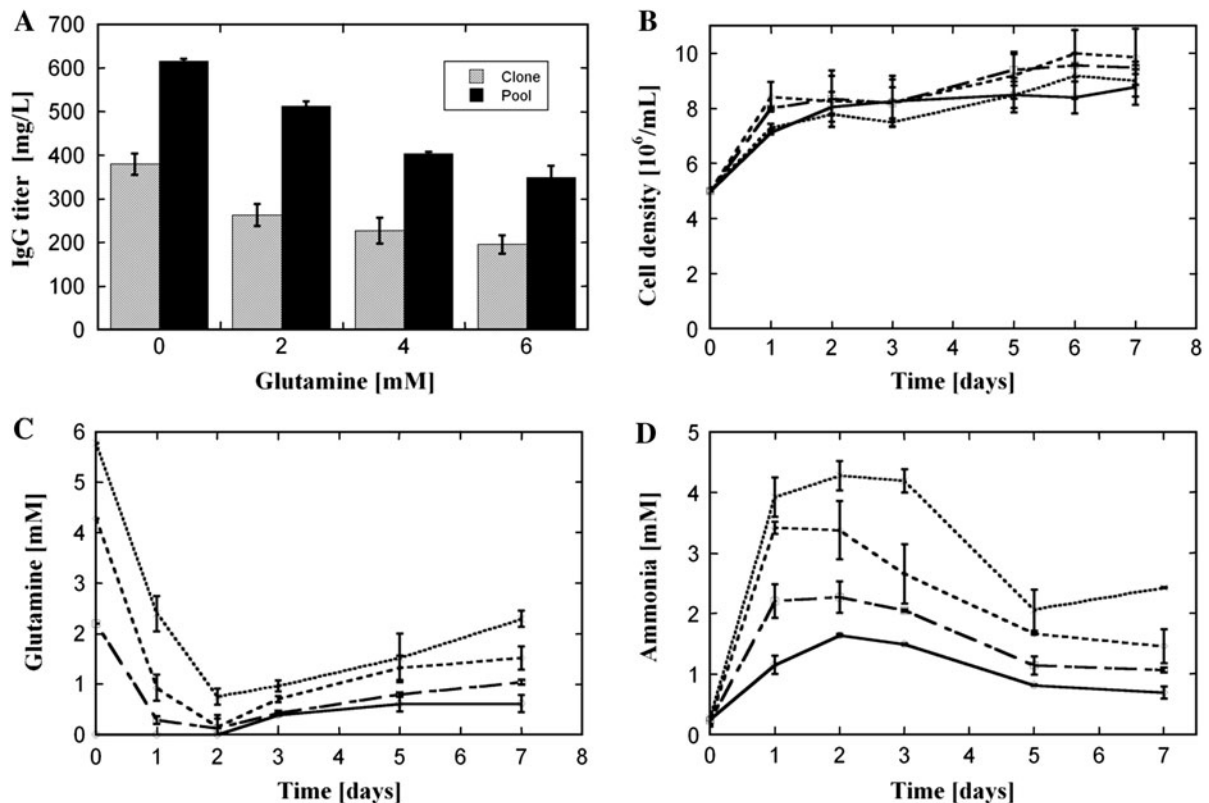 A
IgG titer [mg/L]
700
600
500
400
300
200
100
0
Clone
Pool
0 2 4 6
Glutamine [mM]
B
Cell density [10⁶/mL]
10
8
6
4
2
0
0 1 2 3 4 5 6 7 8
Time [days]
C
Glutamine [mM]
6
5
4
3
2
1
0
0 1 2 3 4 5 6 7 8
Time [days]
D
Ammonia [mM]
5
4
3
2
1
0
0 1 2 3 4 5 6 7
Time [days]